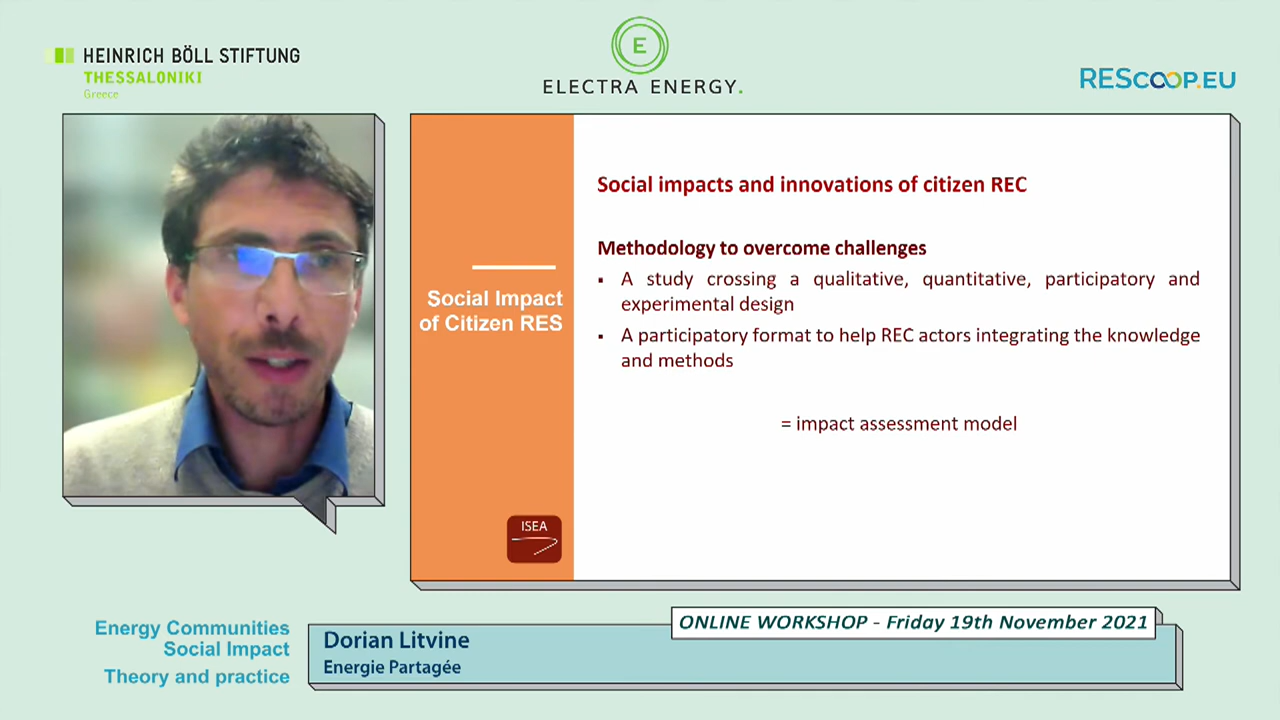 HEINRICH BÖLL STIFTUNG
THESSALONIKI
Greece
E
ELECTRA ENERGY.
REScoop.EU
Social Impact
of Citizen RES
ISEA
Social impacts and innovations of citizen REC
Methodology to overcome challenges
▪ A study crossing a qualitative, quantitative, participatory and
experimental design
▪ A participatory format to help REC actors integrating the knowledge
and methods
= impact assessment model
Energy Communities
Social Impact
Theory and practice
ONLINE WORKSHOP - Friday 19th November 2021
Dorian Litvine
Energie Partagée